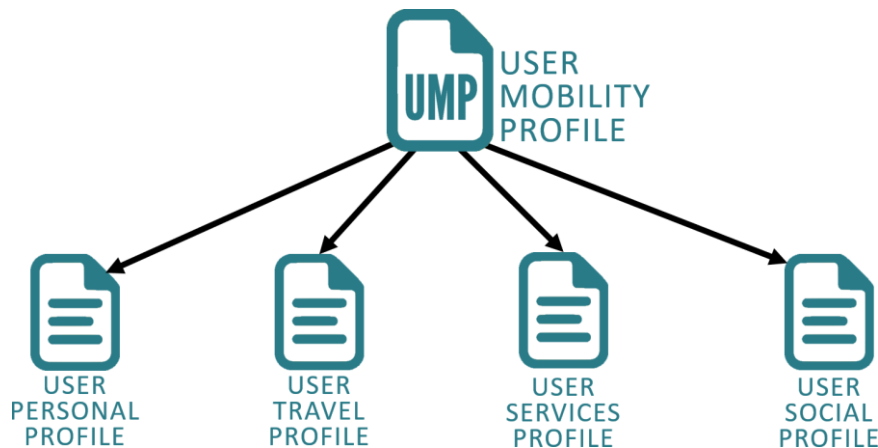 UMP
USER
MOBILITY
PROFILE
USER
PERSONAL
PROFILE
USER
TRAVEL
PROFILE
USER
SERVICES
PROFILE
USER
SOCIAL
PROFILE